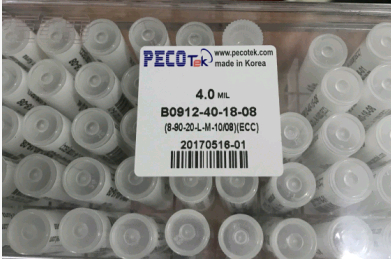 PECOTek www.pecotek.com
made in Korea
4.0 MIL
B0912-40-18-08
(8-90-20-L-M-10/08)(ECC)
20170516-01